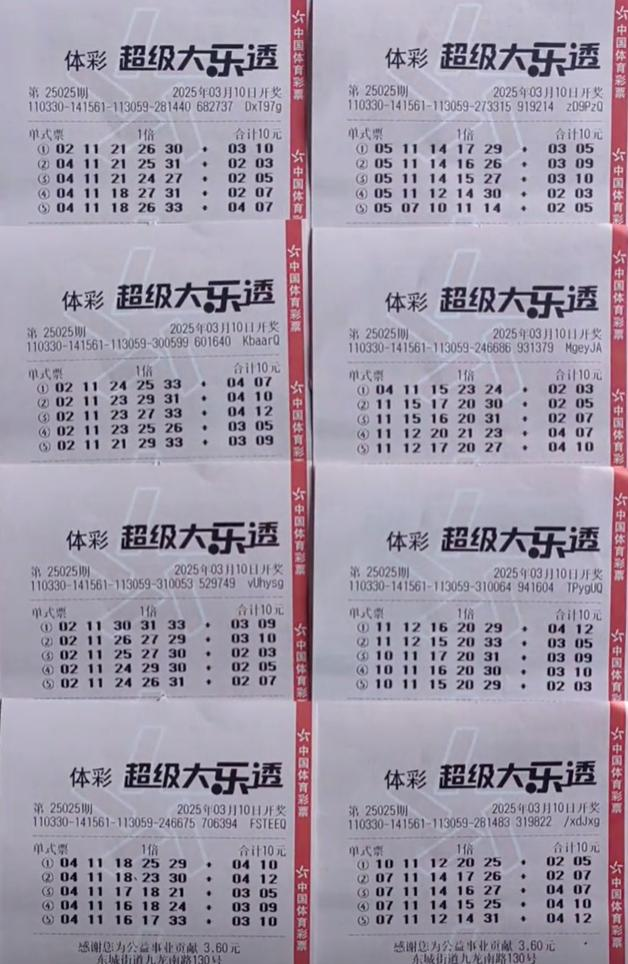 体彩 超级大乐透
第 25025期 2025年03月10日开奖
110330-141561-113059-281440 682737 DxT97g
单式票 1倍 合计10元
① 02 11 21 26 30 + 03 10
② 04 11 21 25 31 + 02 03
③ 04 11 21 24 27 + 02 05
④ 04 11 18 27 31 + 02 07
⑤ 04 11 18 26 33 + 04 07
中国体育彩票
体彩 超级大乐透
第 25025期 2025年03月10日开奖
110330-141561-113059-273315 919214 zD9PzQ
单式票 1倍 合计10元
① 05 11 14 17 29 + 03 05
② 05 11 14 16 26 + 03 09
③ 05 11 14 15 27 + 03 10
④ 05 11 12 14 30 + 02 03
⑤ 05 07 10 11 14 + 02 05
中国体育彩票
体彩 超级大乐透
第 25025期 2025年03月10日开奖
110330-141561-113059-300599 601640 KbaarQ
单式票 1倍 合计10元
① 02 11 24 25 33 + 04 07
② 02 11 23 29 31 + 04 10
③ 02 11 23 27 33 + 04 12
④ 02 11 23 25 26 + 03 05
⑤ 02 11 21 29 33 + 03 09
中国体育彩票
体彩 超级大乐透
第 25025期 2025年03月10日开奖
110330-141561-113059-246686 931379 MgeyJA
单式票 1倍 合计10元
① 04 11 15 23 24 + 02 03
② 11 15 17 20 30 + 02 05
③ 11 15 16 20 31 + 02 07
④ 11 12 20 21 23 + 04 07
⑤ 11 12 17 20 27 + 04 10
中国体育彩票
体彩 超级大乐透
第 25025期 2025年03月10日开奖
110330-141561-113059-310053 529749 vUhysg
单式票 1倍 合计10元
① 02 11 30 31 33 + 03 09
② 02 11 26 27 29 + 03 10
③ 02 11 25 27 30 + 02 03
④ 02 11 24 29 30 + 02 05
⑤ 02 11 24 26 31 + 02 07
中国体育彩票
体彩 超级大乐透
第 25025期 2025年03月10日开奖
110330-141561-113059-310064 941604 TPygUQ
单式票 1倍 合计10元
① 11 12 16 20 29 + 04 12
② 11 12 15 20 33 + 03 05
③ 10 11 17 20 31 + 03 09
④ 10 11 16 20 30 + 03 10
⑤ 10 11 15 20 29 + 02 03
中国体育彩票
体彩 超级大乐透
第 25025期 2025年03月10日开奖
110330-141561-113059-246675 706394 FSTEEQ
单式票 1倍 合计10元
① 04 11 18 25 29 + 04 10
② 04 11 18 23 30 + 04 12
③ 04 11 17 18 21 + 03 05
④ 04 11 16 18 24 + 03 09
⑤ 04 11 16 17 33 + 03 10
感谢您为公益事业贡献 3.60元
东城街道九龙南路130号
中国体育彩票
体彩 超级大乐透
第 25025期 2025年03月10日开奖
110330-141561-113059-281483 319822 /xdJxg
单式票 1倍 合计10元
① 10 11 12 20 25 + 02 05
② 07 11 14 17 26 + 02 07
③ 07 11 14 16 27 + 04 07
④ 07 11 14 15 25 + 04 10
⑤ 07 11 12 14 31 + 04 12
感谢您为公益事业贡献 3.60元
东城街道九龙南路130号
中国体育彩票